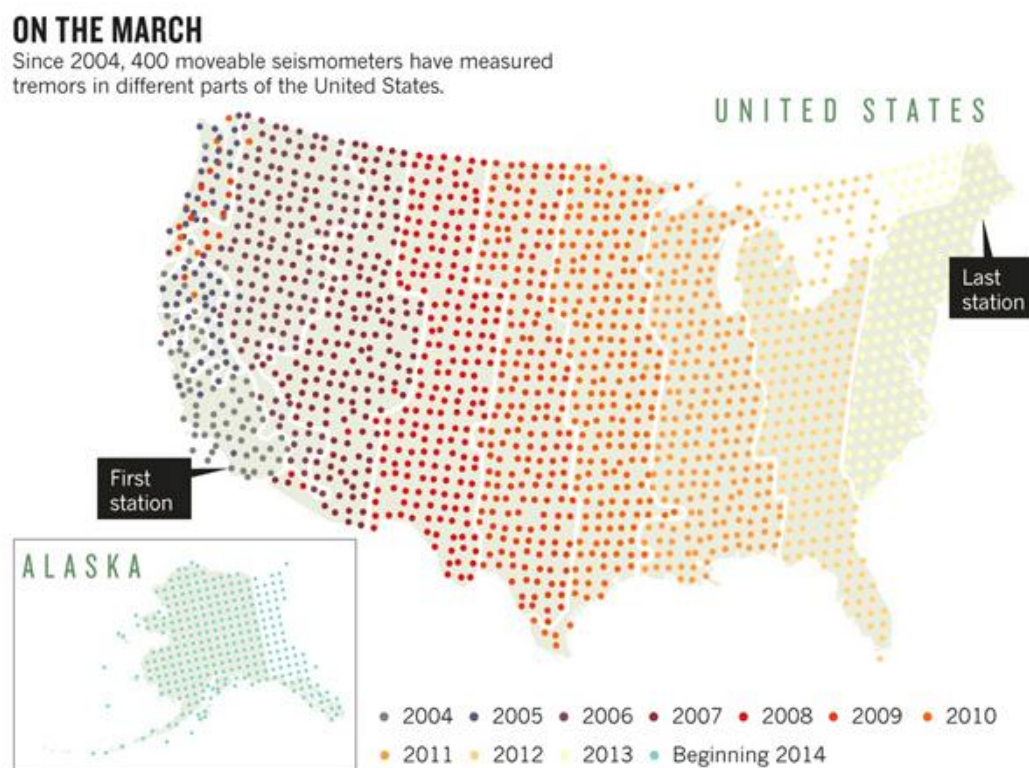 ON THE MARCH
Since 2004, 400 moveable seismometers have measured
tremors in different parts of the United States.
UNITED STATES
Last
station
First
station
ALASKA
2004 2005 2006 2007 2008 2009 2010
2011 2012 2013 Beginning 2014